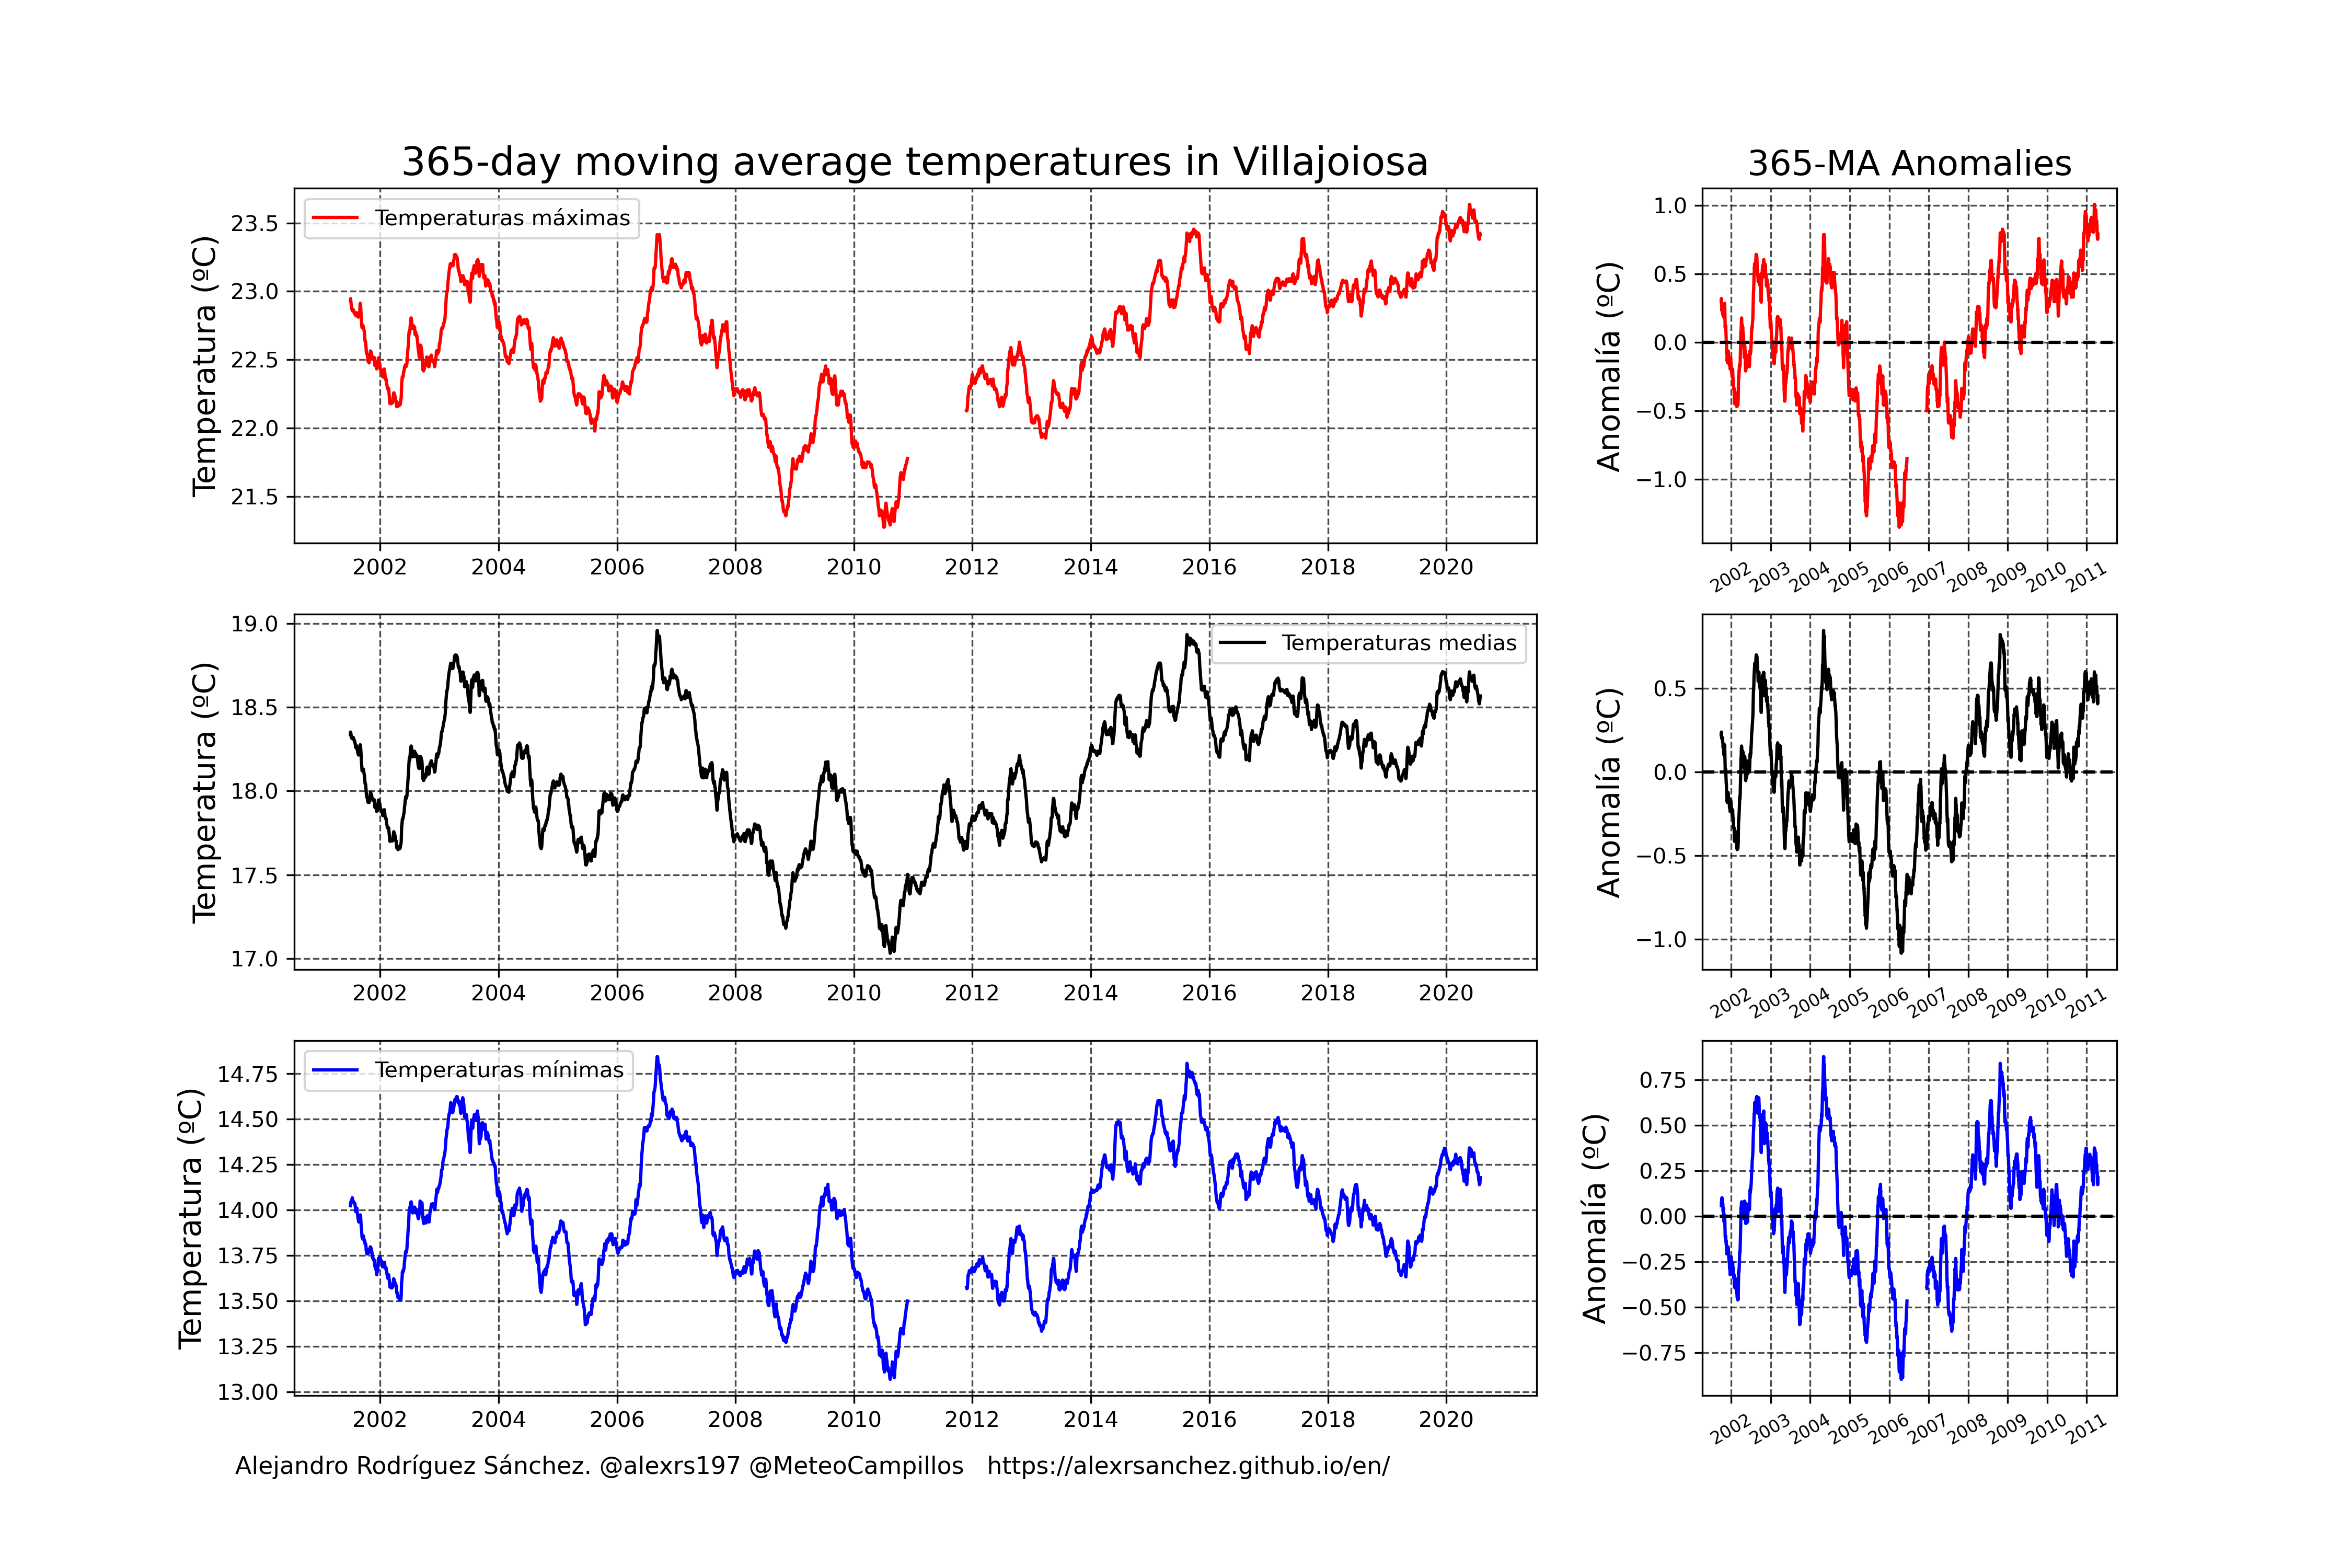 365-day moving average temperatures in Villajoiosa
365-MA Anomalies
Temperatura (ºC)
23.5
23.0
22.5
22.0
21.5
Temperaturas máximas
2002 2004 2006 2008 2010 2012 2014 2016 2018 2020
Anomalía (ºC)
1.0
0.5
0.0
−0.5
−1.0
2002 2003 2004 2005 2006 2007 2008 2009 2010 2011
Temperatura (ºC)
19.0
18.5
18.0
17.5
17.0
Temperaturas medias
2002 2004 2006 2008 2010 2012 2014 2016 2018 2020
Anomalía (ºC)
0.5
0.0
−0.5
−1.0
2002 2003 2004 2005 2006 2007 2008 2009 2010 2011
Temperatura (ºC)
14.75
14.50
14.25
14.00
13.75
13.50
13.25
13.00
Temperaturas mínimas
2002 2004 2006 2008 2010 2012 2014 2016 2018 2020
Anomalía (ºC)
0.75
0.50
0.25
0.00
−0.25
−0.50
−0.75
2002 2003 2004 2005 2006 2007 2008 2009 2010 2011
Alejandro Rodríguez Sánchez. @alexrs197 @MeteoCampillos https://alexrsanchez.github.io/en/